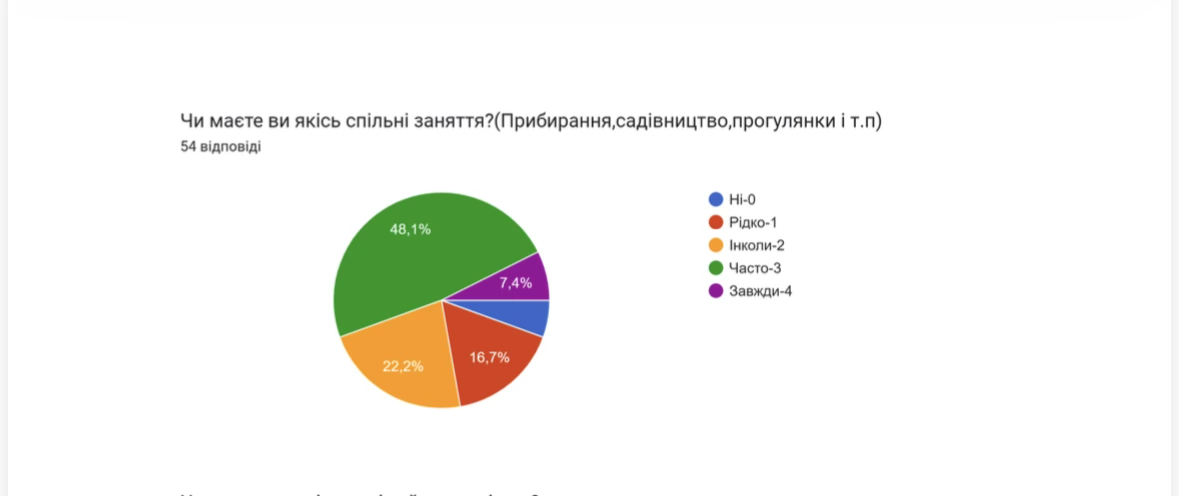 Чи маєте ви якісь спільні заняття?(Прибирання,садівництво,прогулянки і т.п)
54 відповіді
48,1%
7,4%
22,2%
16,7%
Ні-0
Рідко-1
Інколи-2
Часто-3
Завжди-4